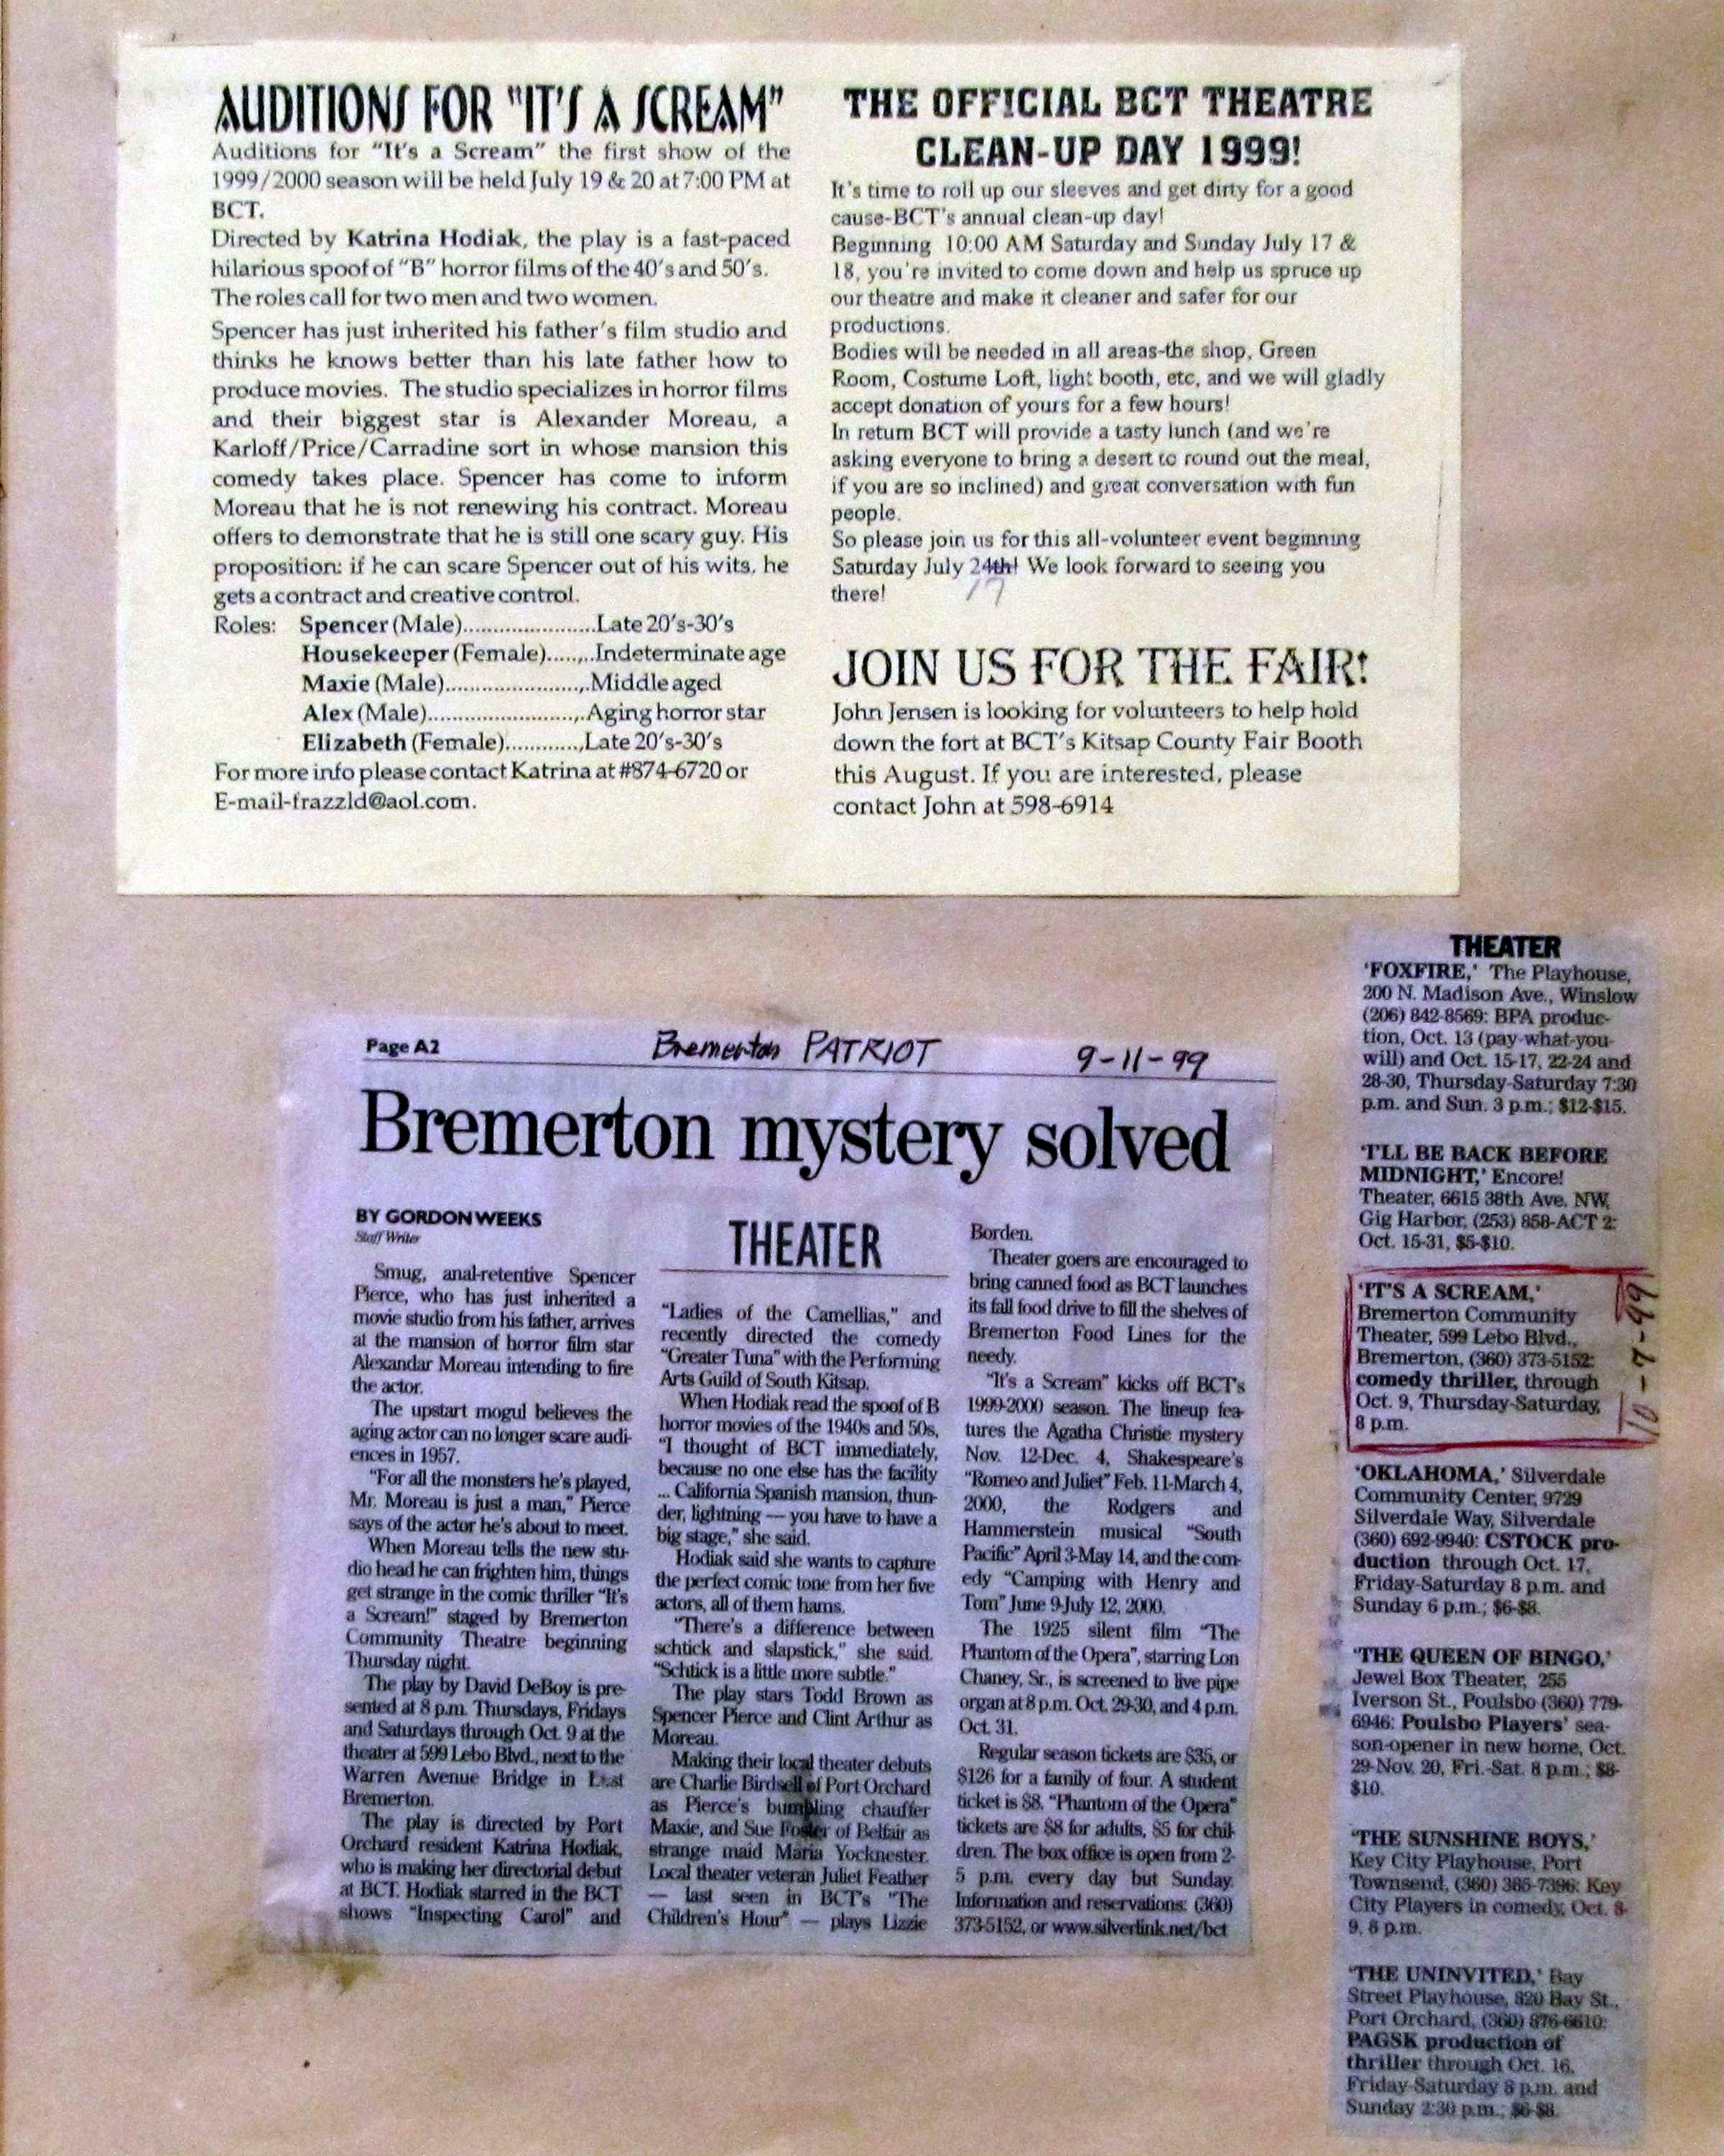 AUDITIONS FOR "IT'S A SCREAM"
Auditions for "It's a Scream" the first show of the
1999/2000 season will be held July 19 & 20 at 7:00 PM at
BCT.
Directed by Katrina Hodiak, the play is a fast-paced
hilarious spoof of "B" horror films of the 40's and 50's.
The roles call for two men and two women.
Spencer has just inherited his father's film studio and
thinks he knows better than his late father how to
produce movies. The studio specializes in horror films
and their biggest star is Alexander Moreau, a
Karloff/Price/Carradine sort in whose mansion this
comedy takes place. Spencer has come to inform
Moreau that he is not renewing his contract. Moreau
offers to demonstrate that he is still one scary guy. His
proposition: if he can scare Spencer out of his wits, he
gets a contract and creative control.
Roles: Spencer (Male)......................Late 20's-30's
Housekeeper (Female).....,..Indeterminate age
Maxie (Male)......................,.Middle aged
Alex (Male)........................,.Aging horror star
Elizabeth (Female)............,Late 20's-30's
For more info please contact Katrina at #874-6720 or
E-mail-frazzld@aol.com.
THE OFFICIAL BCT THEATRE
CLEAN-UP DAY 1999!
It's time to roll up our sleeves and get dirty for a good
cause-BCT's annual clean-up day!
Beginning 10:00 AM Saturday and Sunday July 17 &
18, you're invited to come down and help us spruce up
our theatre and make it cleaner and safer for our
productions.
Bodies will be needed in all areas-the shop, Green
Room, Costume Loft, light booth, etc, and we will gladly
accept donation of yours for a few hours!
In return BCT will provide a tasty lunch (and we're
asking everyone to bring a desert to round out the meal,
if you are so inclined) and great conversation with fun
people.
So please join us for this all-volunteer event beginning
Saturday July 24th! We look forward to seeing you
17
there!
JOIN US FOR THE FAIR!
John Jensen is looking for volunteers to help hold
down the fort at BCT's Kitsap County Fair Booth
this August. If you are interested, please
contact John at 598-6914
Page A2
Bremerton PATRIOT
9-11-99
Bremerton mystery solved
BY GORDON WEEKS
Staff Writer
Smug, anal-retentive Spencer
Pierce, who has just inherited a
movie studio from his father, arrives
at the mansion of horror film star
Alexandar Moreau intending to fire
the actor.
The upstart mogul believes the
aging actor can no longer scare audi-
ences in 1957.
"For all the monsters he's played,
Mr. Moreau is just a man," Pierce
says of the actor he's about to meet.
When Moreau tells the new stu-
dio head he can frighten him, things
get strange in the comic thriller "It's
a Scream!" staged by Bremerton
Community Theatre beginning
Thursday night.
The play by David DeBoy is pre-
sented at 8 p.m. Thursdays, Fridays
and Saturdays through Oct. 9 at the
theater at 599 Lebo Blvd., next to the
Warren Avenue Bridge in East
Bremerton.
The play is directed by Port
Orchard resident Katrina Hodiak,
who is making her directorial debut
at BCT. Hodiak starred in the BCT
shows "Inspecting Carol" and
THEATER
"Ladies of the Camellias," and
recently directed the comedy
"Greater Tuna" with the Performing
Arts Guild of South Kitsap.
When Hodiak read the spoof of B
horror movies of the 1940s and 50s,
"I thought of BCT immediately,
because no one else has the facility
... California Spanish mansion, thun-
der, lightning — you have to have a
big stage," she said.
Hodiak said she wants to capture
the perfect comic tone from her five
actors, all of them hams.
"There's a difference between
schtick and slapstick," she said.
"Schtick is a little more subtle."
The play stars Todd Brown as
Spencer Pierce and Clint Arthur as
Moreau.
Making their local theater debuts
are Charlie Birdsell of Port Orchard
as Pierce's bumbling chauffer
Maxie, and Sue Foster of Belfair as
strange maid Maria Yocknester.
Local theater veteran Juliet Feather
— last seen in BCT's "The
Children's Hour" — plays Lizzie
Borden.
Theater goers are encouraged to
bring canned food as BCT launches
its fall food drive to fill the shelves of
Bremerton Food Lines for the
needy.
"It's a Scream" kicks off BCT's
1999-2000 season. The lineup fea-
tures the Agatha Christie mystery
Nov. 12-Dec. 4, Shakespeare's
"Romeo and Juliet" Feb. 11-March 4,
2000, the Rodgers and
Hammerstein musical "South
Pacific" April 3-May 14, and the com-
edy "Camping with Henry and
Tom" June 9-July 12, 2000.
The 1925 silent film "The
Phantom of the Opera", starring Lon
Chaney, Sr., is screened to live pipe
organ at 8 p.m. Oct. 29-30, and 4 p.m.
Oct. 31.
Regular season tickets are $35, or
$126 for a family of four. A student
ticket is $8. "Phantom of the Opera"
tickets are $8 for adults, $5 for chil-
dren. The box office is open from 2-
5 p.m. every day but Sunday.
Information and reservations: (360)
373-5152, or www.silverlink.net/bct
THEATER
'FOXFIRE,' The Playhouse,
200 N. Madison Ave., Winslow
(206) 842-8569: BPA produc-
tion, Oct. 13 (pay-what-you-
will) and Oct. 15-17, 22-24 and
28-30, Thursday-Saturday 7:30
p.m. and Sun. 3 p.m.; $12-$15.
'I'LL BE BACK BEFORE
MIDNIGHT,' Encore!
Theater, 6615 38th Ave. NW,
Gig Harbor, (253) 858-ACT 2:
Oct. 15-31, $5-$10.
'IT'S A SCREAM,'
Bremerton Community
Theater, 599 Lebo Blvd.,
Bremerton, (360) 373-5152:
comedy thriller, through
Oct. 9, Thursday-Saturday,
8 p.m.
10-7-99
'OKLAHOMA,' Silverdale
Community Center, 9729
Silverdale Way, Silverdale
(360) 692-9940: CSTOCK pro-
duction through Oct. 17,
Friday-Saturday 8 p.m. and
Sunday 6 p.m.; $6-$8.
'THE QUEEN OF BINGO,'
Jewel Box Theater, 255
Iverson St., Poulsbo (360) 779-
6946: Poulsbo Players' sea-
son-opener in new home, Oct.
29-Nov. 20, Fri.-Sat. 8 p.m.; $8-
$10.
'THE SUNSHINE BOYS,'
Key City Playhouse, Port
Townsend, (360) 385-7396: Key
City Players in comedy, Oct. 8-
9, 8 p.m.
'THE UNINVITED,' Bay
Street Playhouse, 820 Bay St.,
Port Orchard, (360) 876-6610:
PAGSK production of
thriller through Oct. 16,
Friday-Saturday 8 p.m. and
Sunday 2:30 p.m.; $6-$8.